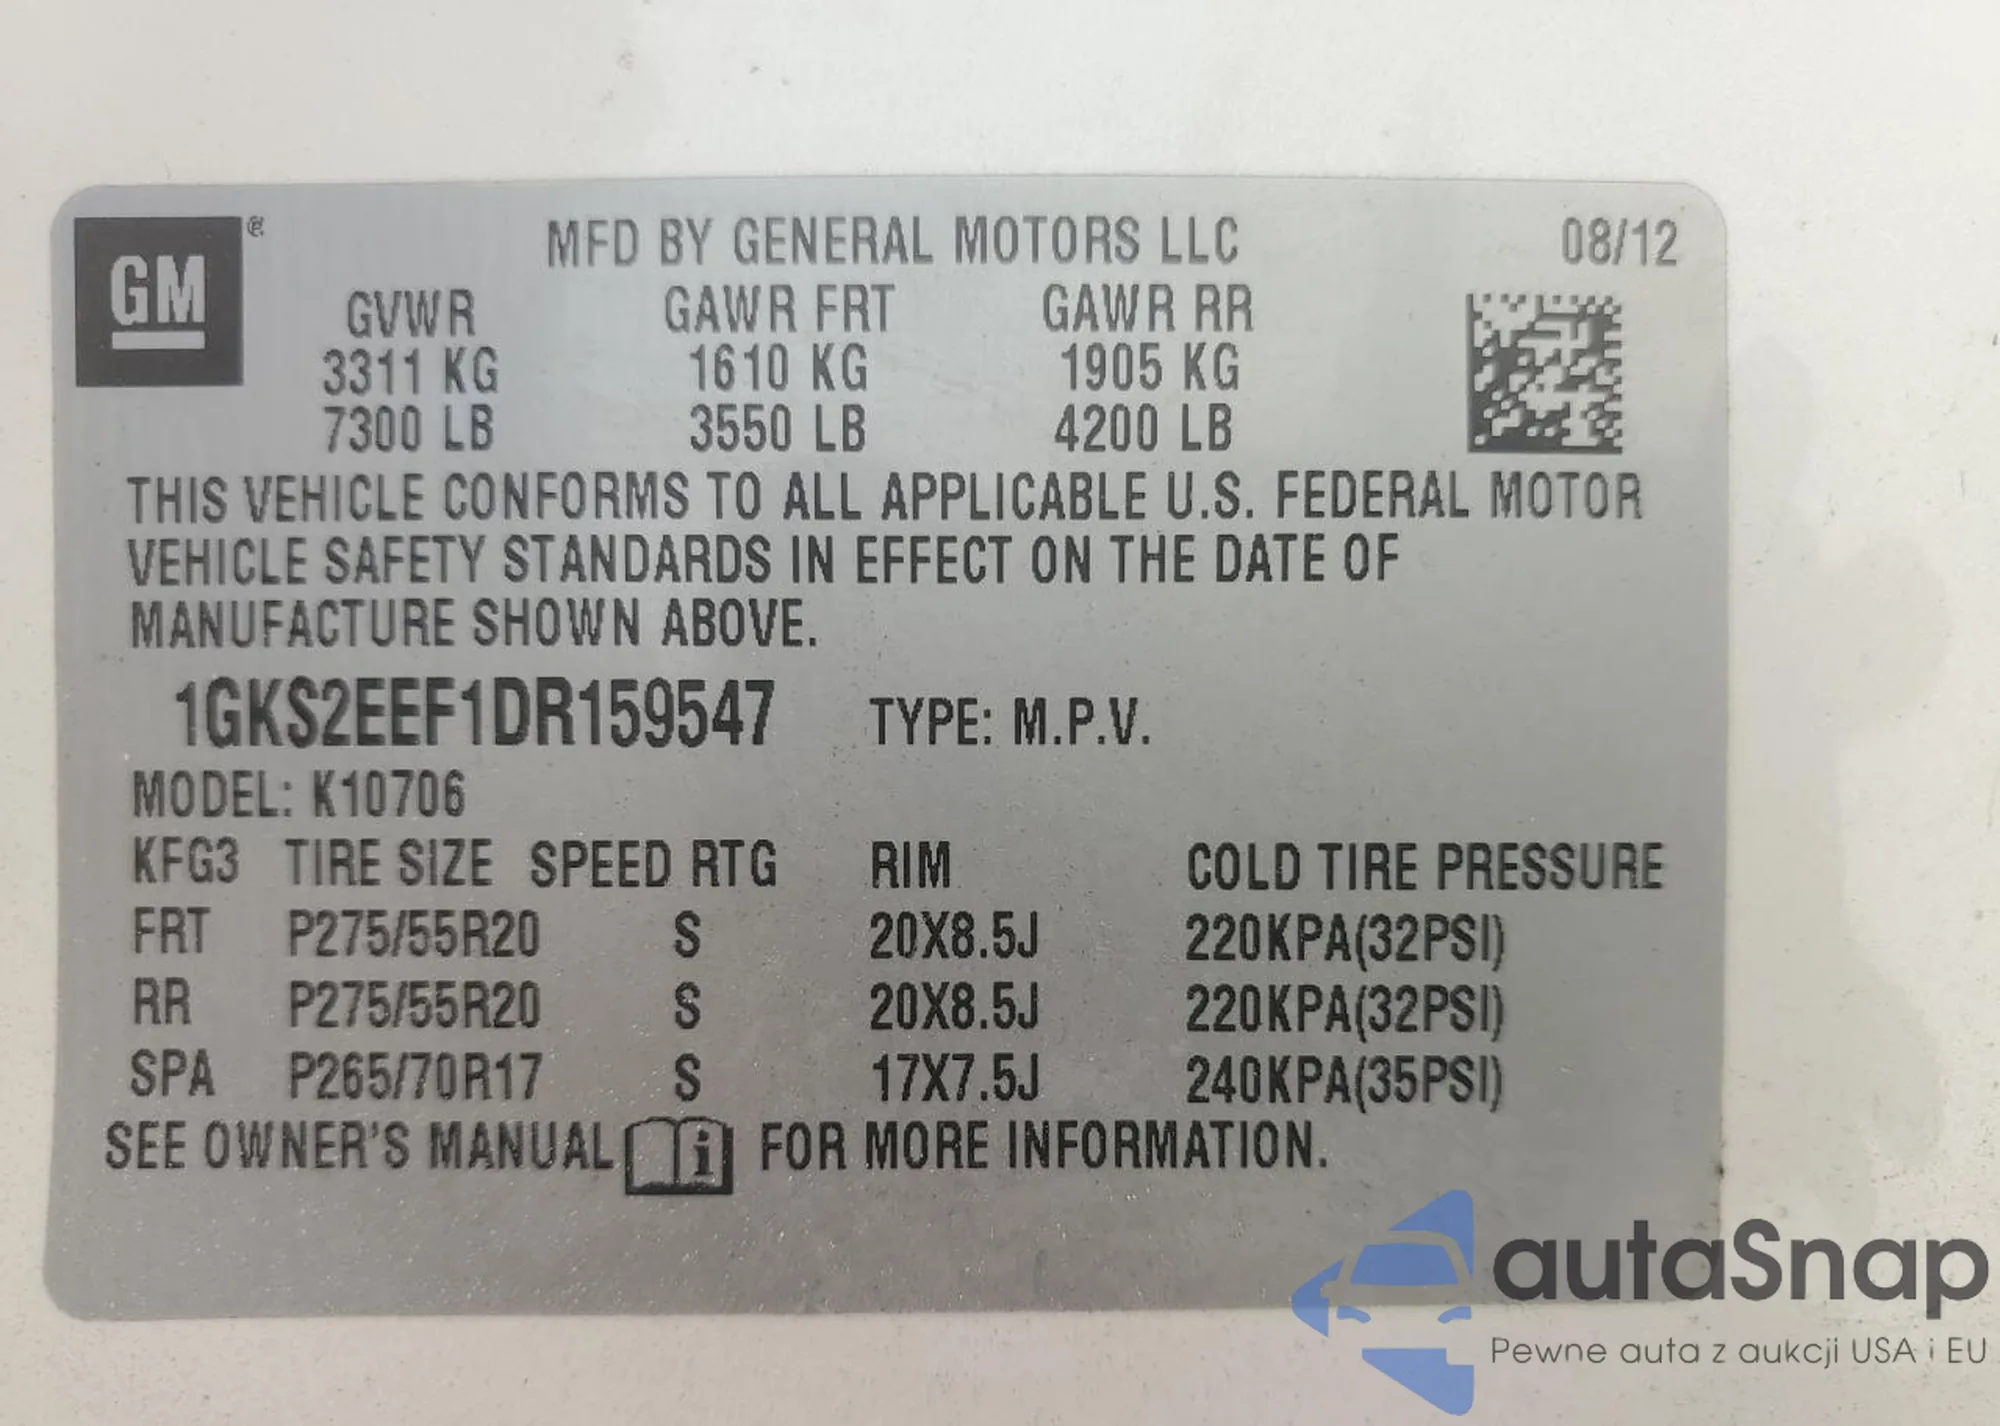 GM ®
MFD BY GENERAL MOTORS LLC 08/12
GVWR GAWR FRT GAWR RR
3311 KG 1610 KG 1905 KG
7300 LB 3550 LB 4200 LB
THIS VEHICLE CONFORMS TO ALL APPLICABLE U.S. FEDERAL MOTOR
VEHICLE SAFETY STANDARDS IN EFFECT ON THE DATE OF
MANUFACTURE SHOWN ABOVE.
1GKS2EEF1DR159547 TYPE: M.P.V.
MODEL: K10706
KFG3 TIRE SIZE SPEED RTG RIM COLD TIRE PRESSURE
FRT P275/55R20 S 20X8.5J 220KPA(32PSI)
RR P275/55R20 S 20X8.5J 220KPA(32PSI)
SPA P265/70R17 S 17X7.5J 240KPA(35PSI)
SEE OWNER'S MANUAL i FOR MORE INFORMATION.
autaSnap
Pewne auta z aukcji USA i EU